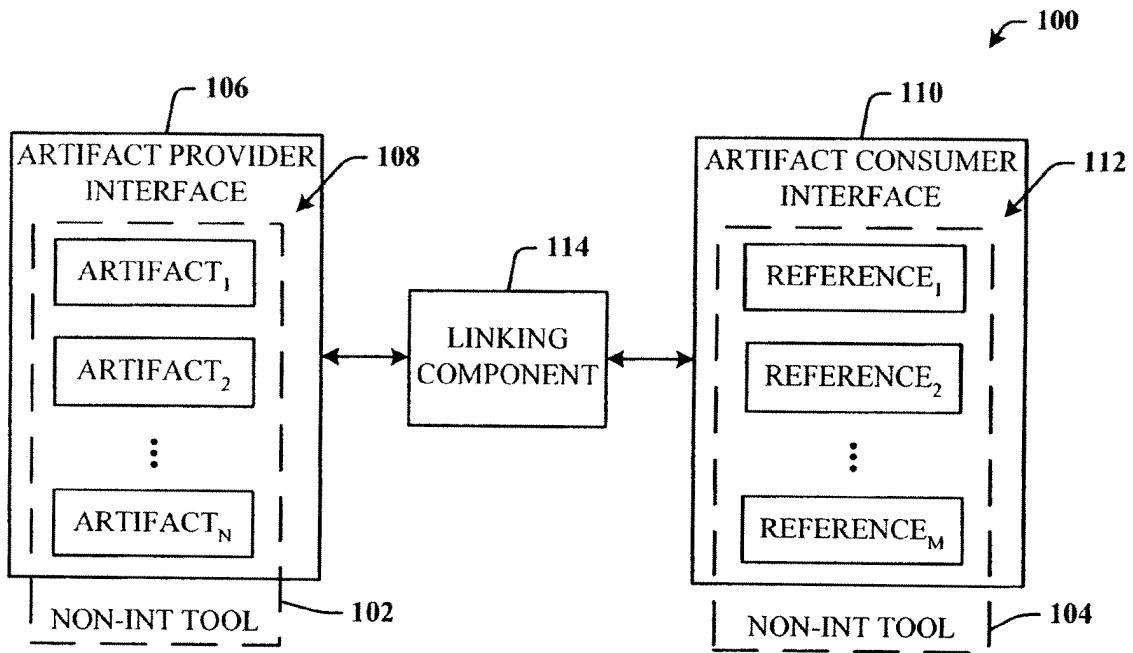 100
106
110
ARTIFACT PROVIDER
INTERFACE
108
ARTIFACT CONSUMER
INTERFACE
112
ARTIFACT1
ARTIFACT2
ARTIFACTN
114
LINKING
COMPONENT
REFERENCE1
REFERENCE2
REFERENCEM
NON-INT TOOL
102
NON-INT TOOL
104